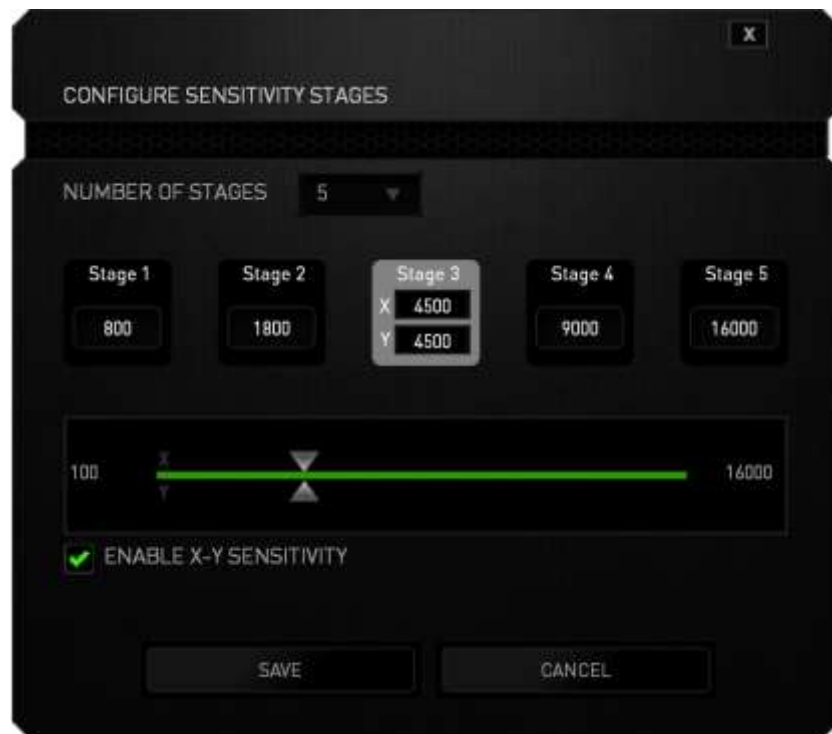 X
CONFIGURE SENSITIVITY STAGES
NUMBER OF STAGES 5
Stage 1 Stage 2 Stage 3 Stage 4 Stage 5
800 1800 X 4500 9000 16000
Y 4500
X
100 16000
Y
ENABLE X-Y SENSITIVITY
SAVE CANCEL